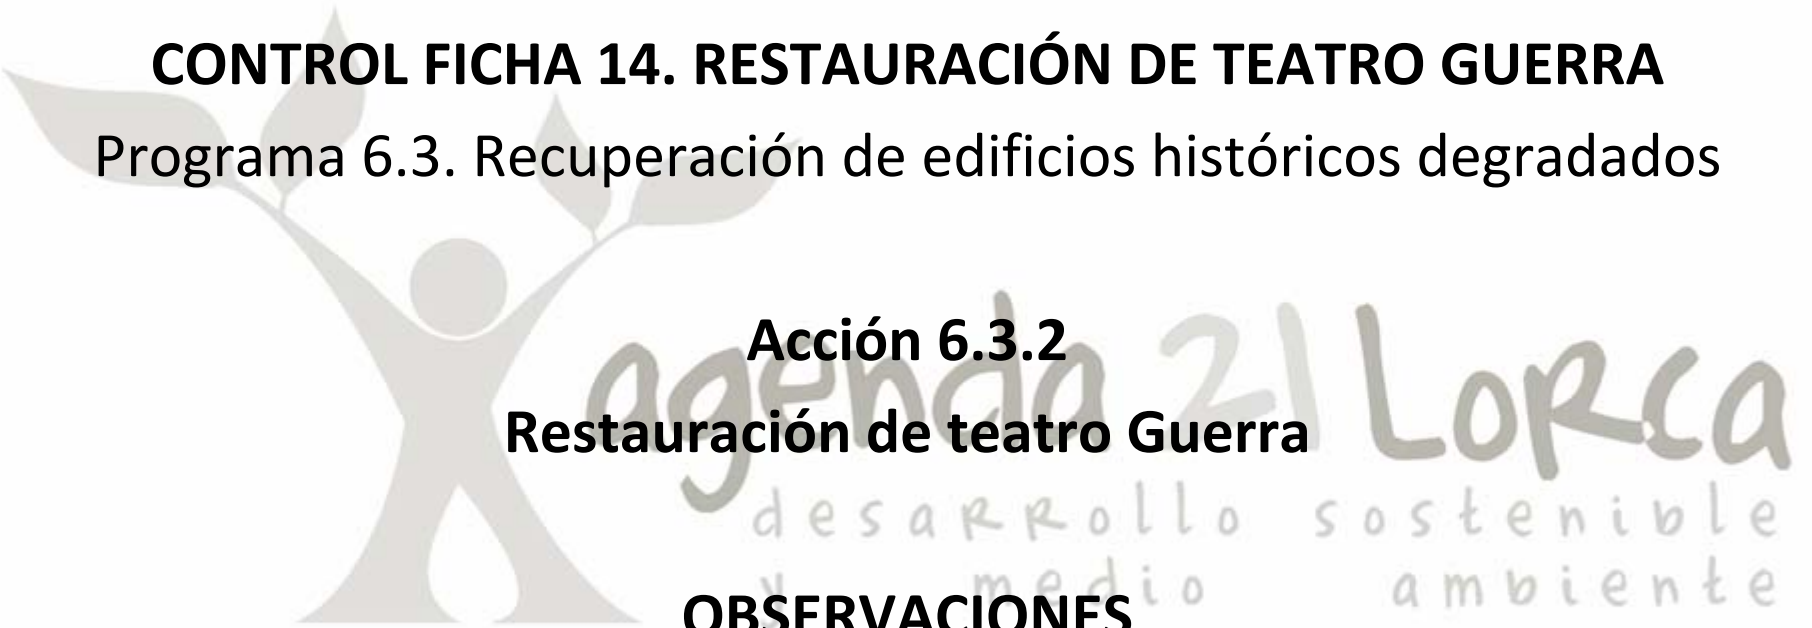 CONTROL FICHA 14. RESTAURACIÓN DE TEATRO GUERRA
Programa 6.3. Recuperación de edificios históricos degradados
Acción 6.3.2
agenda 21 Lorca
Restauración de teatro Guerra
desarrollo sostenible
y medio ambiente
OBSERVACIONES